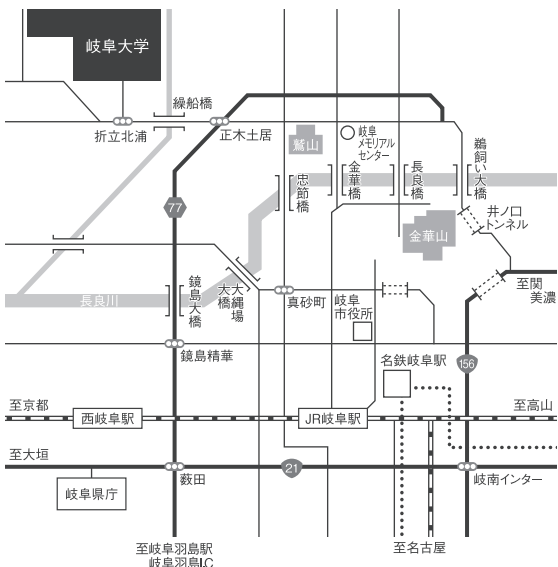 岐阜大学
繰船橋
折立北浦
正木土居
鷲山
岐阜
メモリアル
センター
忠節橋
金華橋
長良橋
鵜飼い大橋
77
井ノ口
トンネル
金華山
至関
美濃
長良川
鏡島大橋
大縄場
大橋
真砂町
岐阜
市役所
鏡島精華
名鉄岐阜駅
156
至京都
西岐阜駅
JR岐阜駅
至高山
至大垣
岐阜県庁
薮田
21
岐南インター
至岐阜羽島駅
岐阜羽島I.C
至名古屋